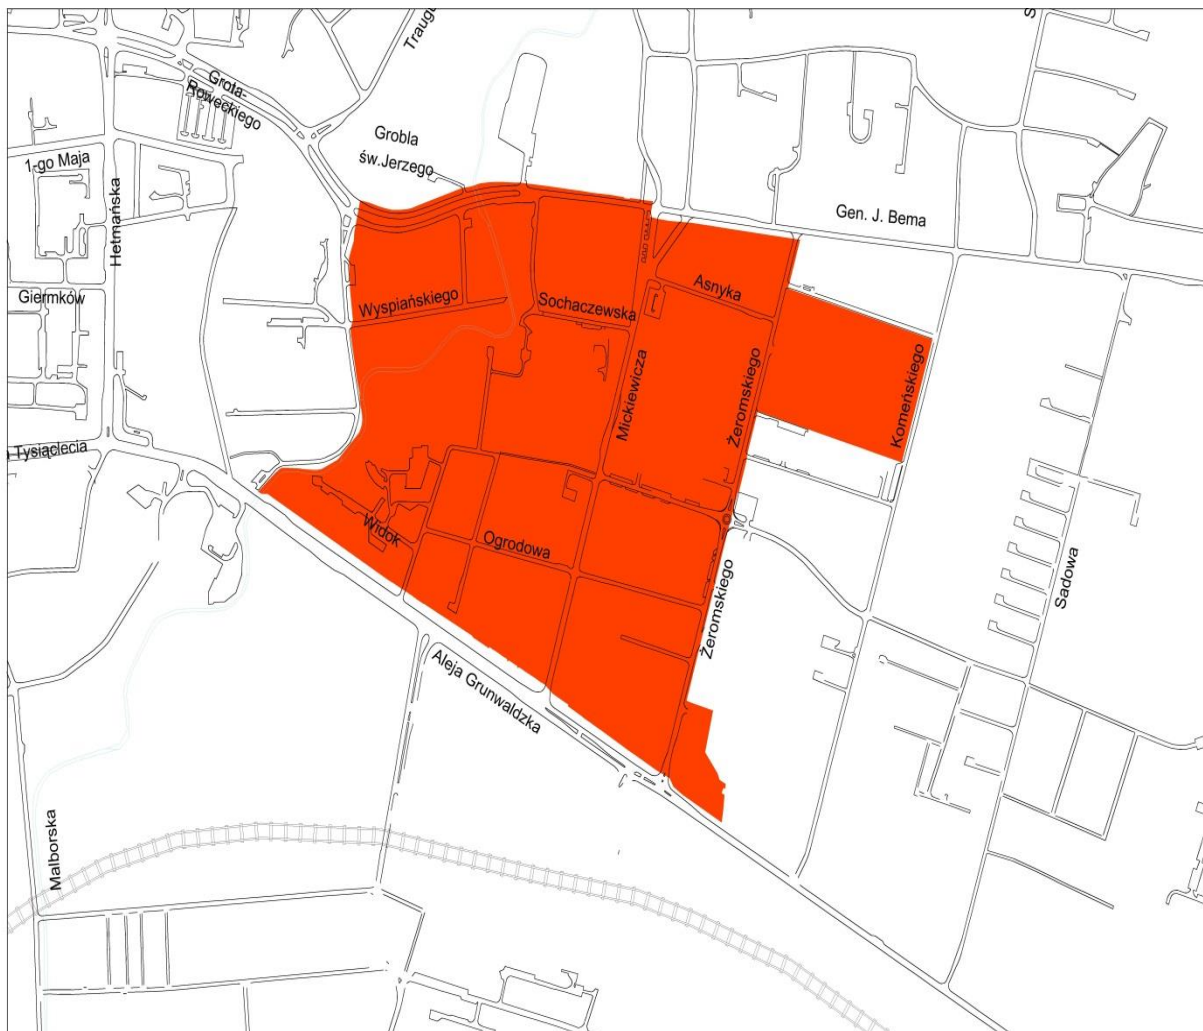 Traugu
S
Grota-
Roweckiego
Grobla
św.Jerzego
1-go Maja
Hetmańska
Gen. J. Bema
Giermków
Wyspiańskiego
Sochaczewska
Asnyka
Mickiewicza
Żeromskiego
Komeńskiego
Tysiąclecia
Widok
Ogrodowa
Żeromskiego
Sadowa
Aleja Grunwaldzka
Malborska